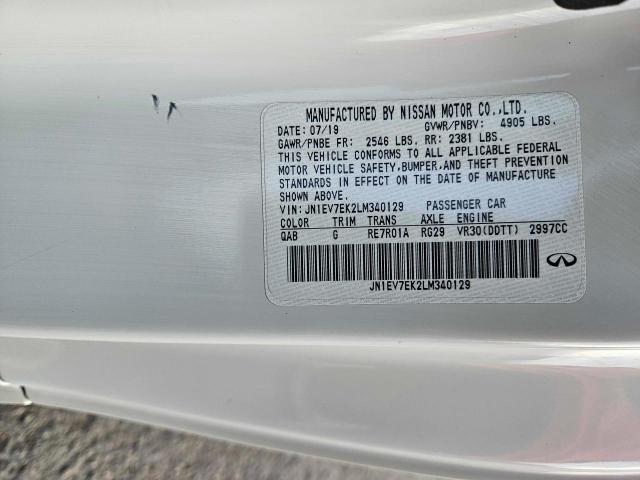 MANUFACTURED BY NISSAN MOTOR CO.,LTD.
DATE: 07/19 GVWR/PNBV: 4905 LBS.
GAWR/PNBE FR: 2546 LBS. RR: 2381 LBS.
THIS VEHICLE CONFORMS TO ALL APPLICABLE FEDERAL
MOTOR VEHICLE SAFETY,BUMPER,AND THEFT PREVENTION
STANDARDS IN EFFECT ON THE DATE OF MANUFACTURE
SHOWN ABOVE.
VIN:JN1EV7EK2LM340129 PASSENGER CAR
COLOR TRIM TRANS AXLE ENGINE
QAB G RE7R01A RG29 VR30(DDTT) 2997CC
JN1EV7EK2LM340129